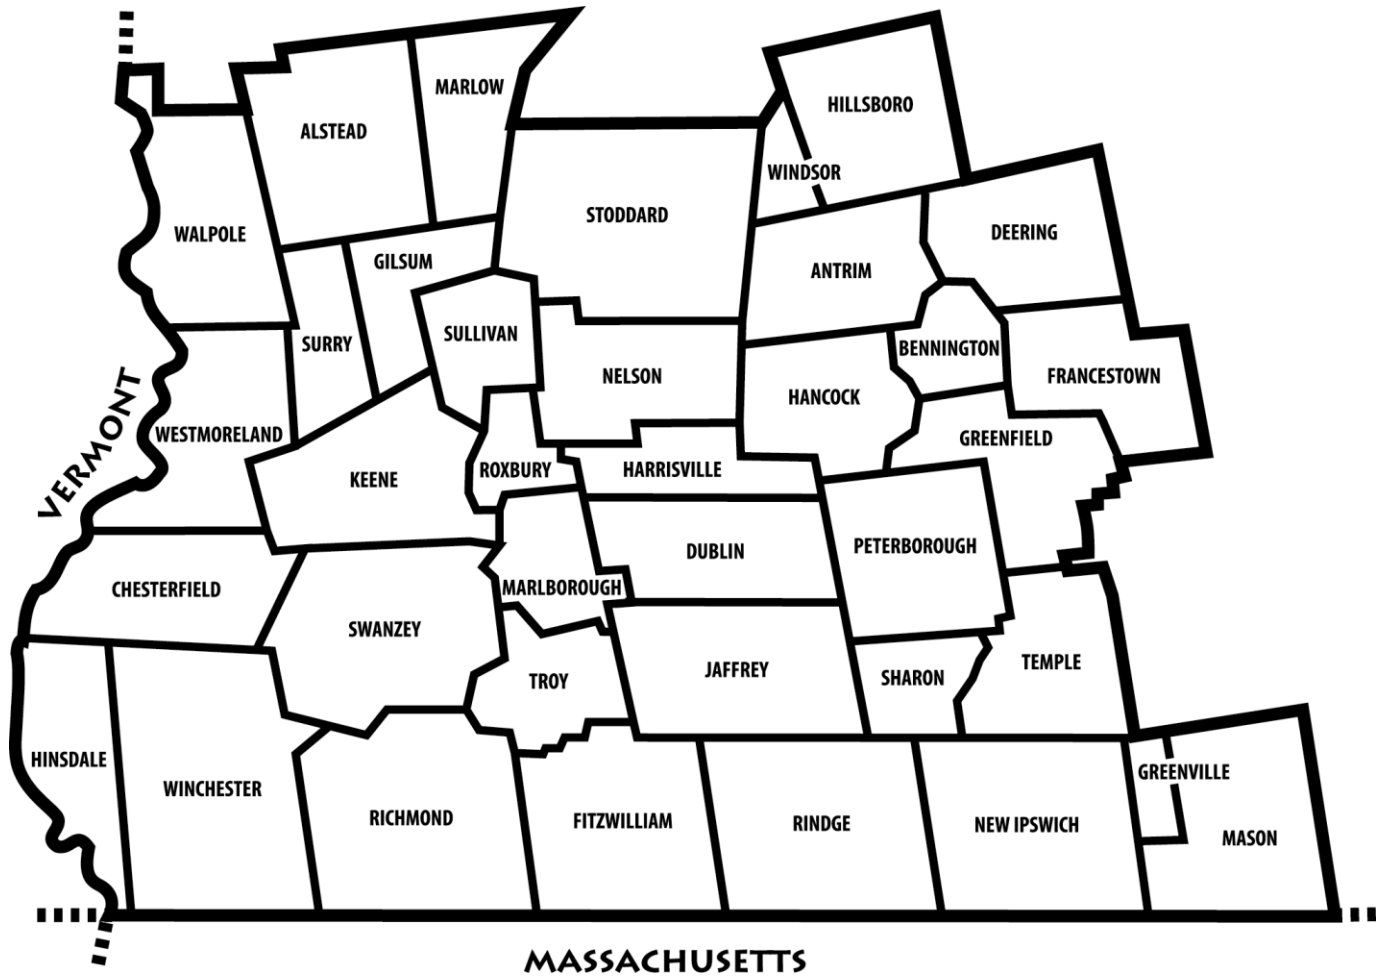 MARLOW
HILLSBORO
ALSTEAD
WINDSOR
STODDARD
WALPOLE
DEERING
GILSUM
ANTRIM
SULLIVAN
SURRY
BENNINGTON
NELSON
FRANCESTOWN
HANCOCK
VERMONT
WESTMORELAND
GREENFIELD
KEENE
ROXBURY
HARRISVILLE
PETERBOROUGH
DUBLIN
CHESTERFIELD
MARLBOROUGH
SWANZEY
TEMPLE
JAFFREY
SHARON
TROY
HINSDALE
GREENVILLE
WINCHESTER
RICHMOND
FITZWILLIAM
RINDGE
NEW IPSWICH
MASON
MASSACHUSETTS